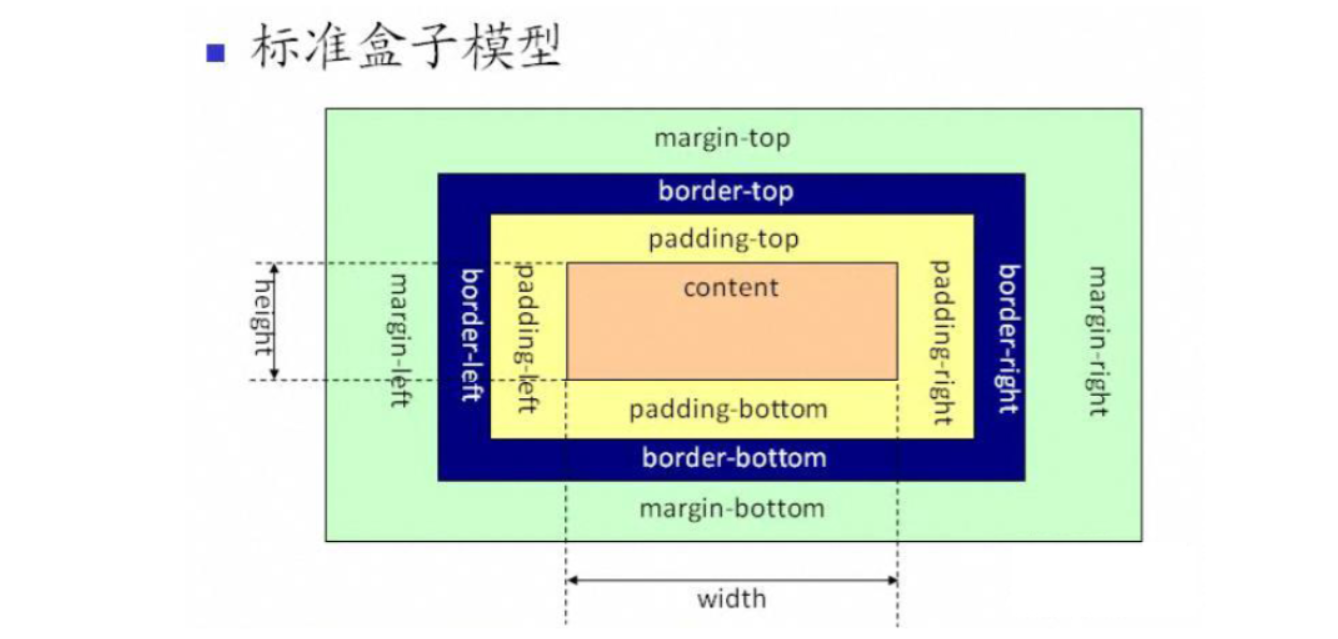 标准盒子模型
margin-top
border-top
padding-top
content
height
margin-left
border-left
padding-left
padding-right
border-right
margin-right
padding-bottom
border-bottom
margin-bottom
width